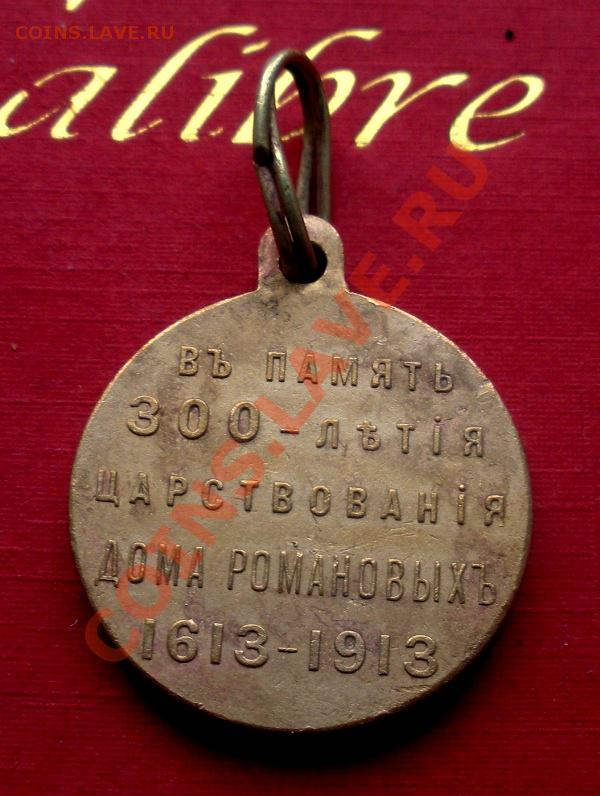 COINS.LAVE.RU
alibre
ВЪ ПАМЯТЬ
300-ЛѢТІЯ
ЦАРСТВОВАНІЯ
ДОМА РОМАНОВЫХЪ
1613-1913
COINS.LAVE.RU